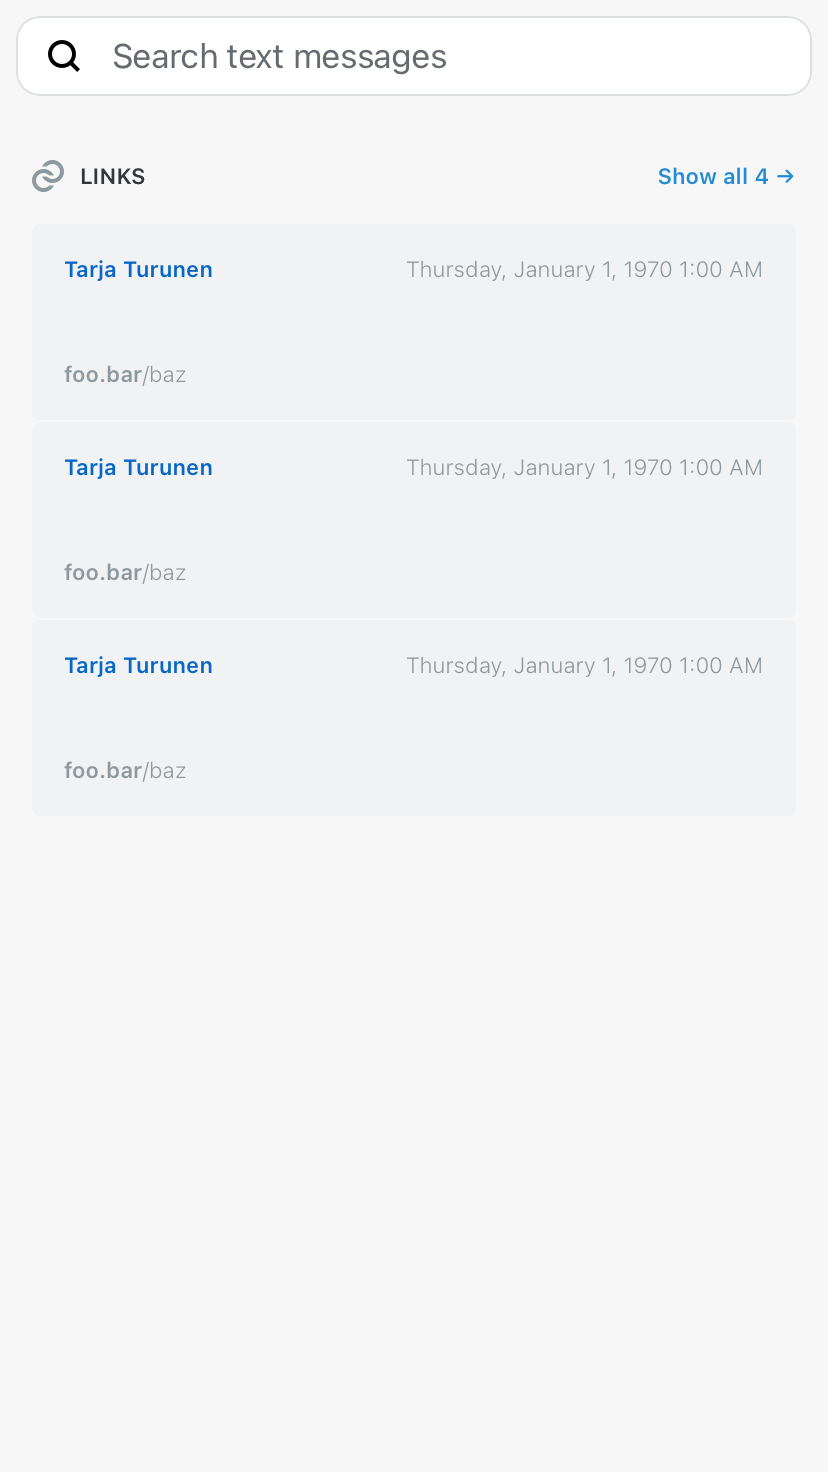 Search text messages
LINKS
Show all 4 →
Tarja Turunen
Thursday, January 1, 1970 1:00 AM
foo.bar/baz
Tarja Turunen
Thursday, January 1, 1970 1:00 AM
foo.bar/baz
Tarja Turunen
Thursday, January 1, 1970 1:00 AM
foo.bar/baz